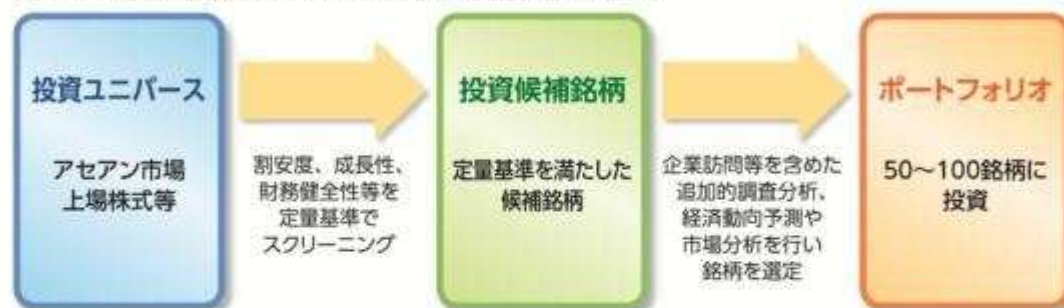 投資ユニバース
アセアン市場
上場株式等
割安度、成長性、
財務健全性等を
定量基準で
スクリーニング
投資候補銘柄
定量基準を満たした
候補銘柄
企業訪問等を含めた
追加的調査分析、
経済動向予測や
市場分析を行い
銘柄を選定
ポートフォリオ
50～100銘柄に
投資